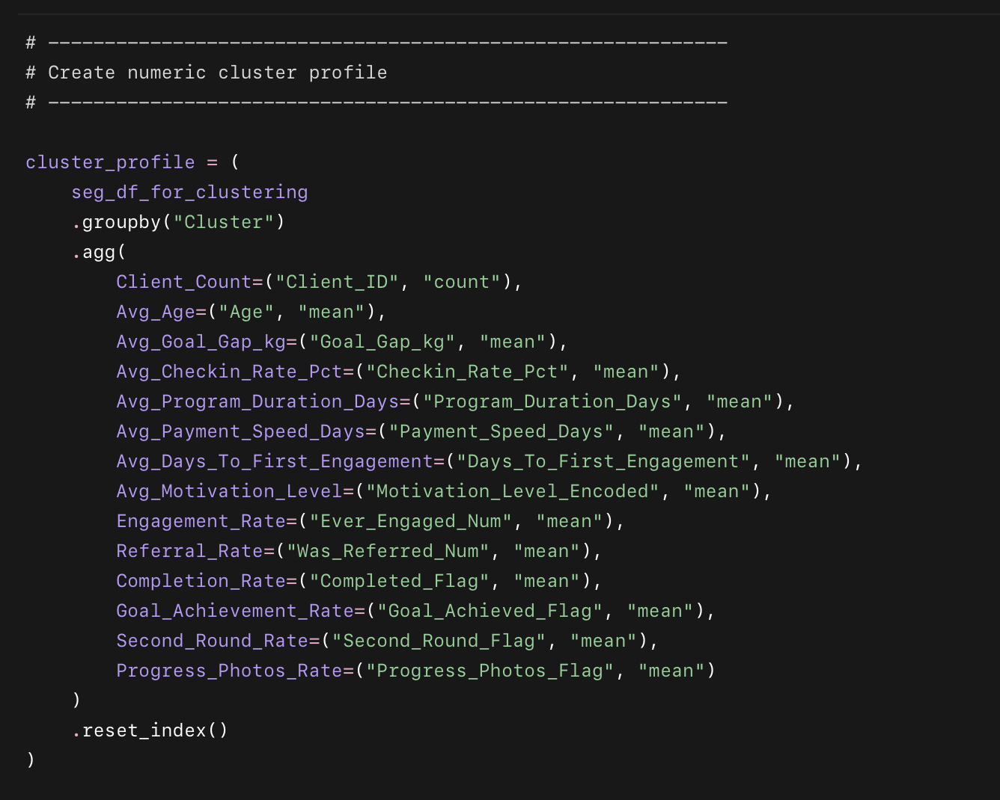 # ————————————————————————————————————————————————————————————
# Create numeric cluster profile
# ————————————————————————————————————————————————————————————
cluster_profile = (
    seg_df_for_clustering
    .groupby("Cluster")
    .agg(
        Client_Count=("Client_ID", "count"),
        Avg_Age=("Age", "mean"),
        Avg_Goal_Gap_kg=("Goal_Gap_kg", "mean"),
        Avg_Checkin_Rate_Pct=("Checkin_Rate_Pct", "mean"),
        Avg_Program_Duration_Days=("Program_Duration_Days", "mean"),
        Avg_Payment_Speed_Days=("Payment_Speed_Days", "mean"),
        Avg_Days_To_First_Engagement=("Days_To_First_Engagement", "mean"),
        Avg_Motivation_Level=("Motivation_Level_Encoded", "mean"),
        Engagement_Rate=("Ever_Engaged_Num", "mean"),
        Referral_Rate=("Was_Referred_Num", "mean"),
        Completion_Rate=("Completed_Flag", "mean"),
        Goal_Achievement_Rate=("Goal_Achieved_Flag", "mean"),
        Second_Round_Rate=("Second_Round_Flag", "mean"),
        Progress_Photos_Rate=("Progress_Photos_Flag", "mean")
    )
    .reset_index()
)